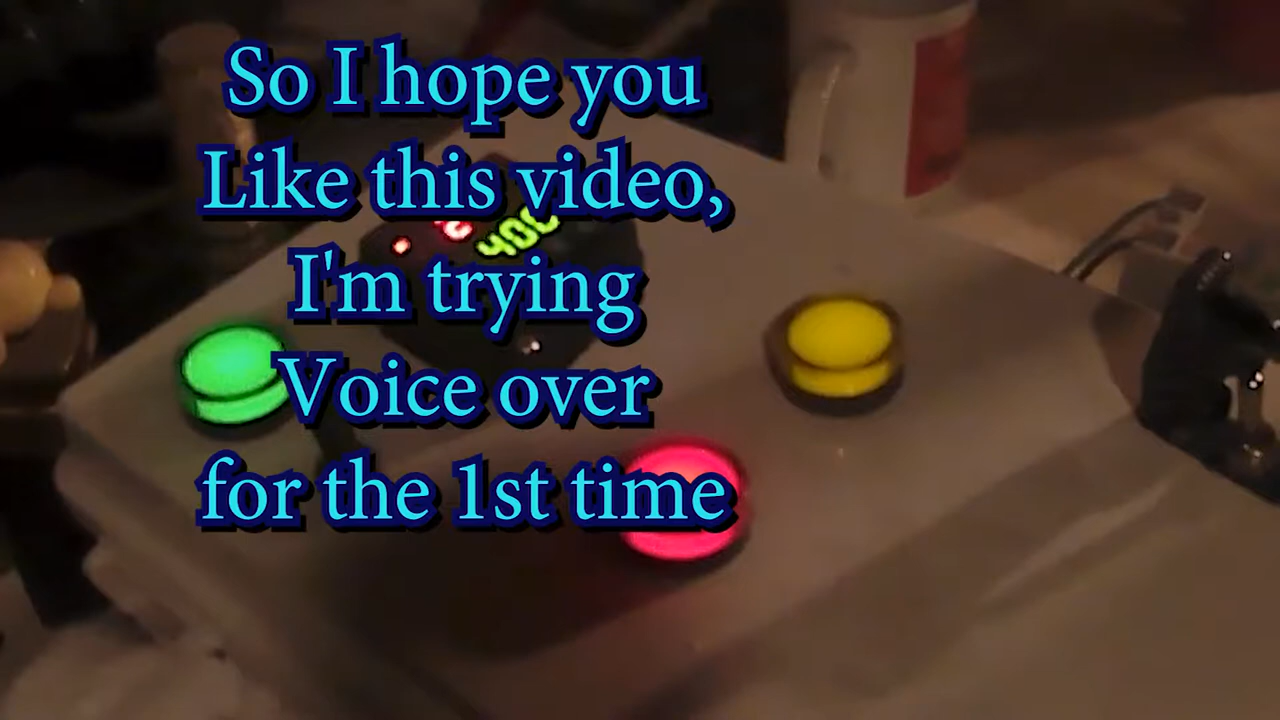 So I hope you
Like this video,
I'm trying
Voice over
for the 1st time